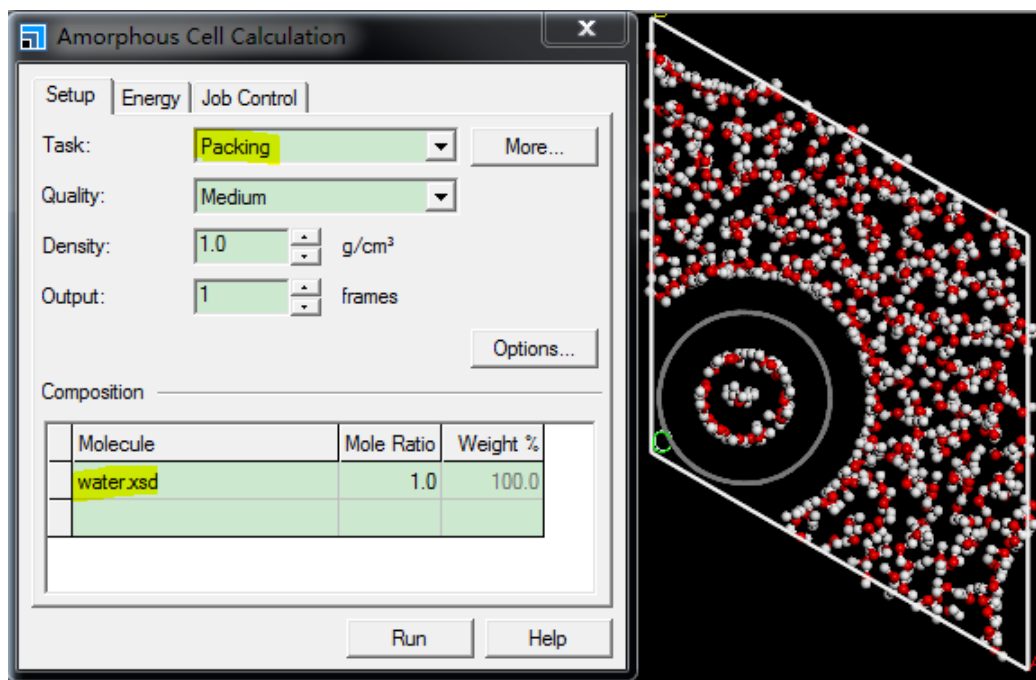 Amorphous Cell Calculation
X
Setup Energy Job Control
Task: Packing More...
Quality: Medium
Density: 1.0 g/cm³
Output: 1 frames
Options...
Composition
Molecule Mole Ratio Weight %
water.xsd 1.0 100.0
Run Help